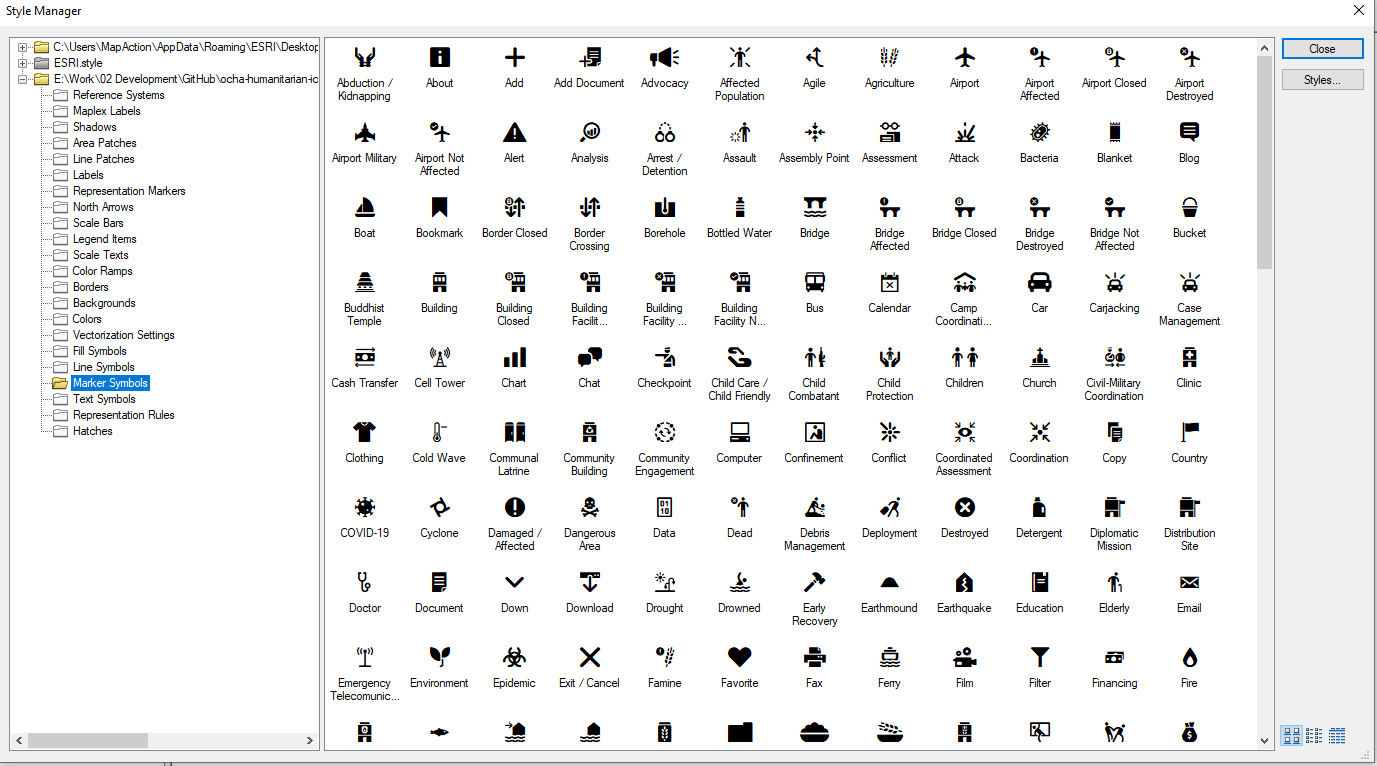 Style Manager
C:\Users\MapAction\AppData\Roaming\ESRI\Desktop
ESRI.style
E:\Work\02 Development\GitHub\ocha-humanitarian-ic
Reference Systems
Maplex Labels
Shadows
Area Patches
Line Patches
Labels
Representation Markers
North Arrows
Scale Bars
Legend Items
Scale Texts
Color Ramps
Borders
Backgrounds
Colors
Vectorization Settings
Fill Symbols
Line Symbols
Marker Symbols
Text Symbols
Representation Rules
Hatches
Abduction /
Kidnapping
About
Add
Add Document
Advocacy
Affected
Population
Agile
Agriculture
Airport
Airport
Affected
Airport Closed
Airport
Destroyed
Airport Military
Airport Not
Affected
Alert
Analysis
Arrest /
Detention
Assault
Assembly Point
Assessment
Attack
Bacteria
Blanket
Blog
Boat
Bookmark
Border Closed
Border
Crossing
Borehole
Bottled Water
Bridge
Bridge
Affected
Bridge Closed
Bridge
Destroyed
Bridge Not
Affected
Bucket
Buddhist
Temple
Building
Building
Closed
Building
Facilit...
Building
Facility ...
Building
Facility N...
Bus
Calendar
Camp
Coordinati...
Car
Carjacking
Case
Management
Cash Transfer
Cell Tower
Chart
Chat
Checkpoint
Child Care /
Child Friendly
Child
Combatant
Child
Protection
Children
Church
Civil-Military
Coordination
Clinic
Clothing
Cold Wave
Communal
Latrine
Community
Building
Community
Engagement
Computer
Confinement
Conflict
Coordinated
Assessment
Coordination
Copy
Country
COVID-19
Cyclone
Damaged /
Affected
Dangerous
Area
01
10
Data
Dead
Debris
Management
Deployment
Destroyed
Detergent
Diplomatic
Mission
Distribution
Site
Doctor
Document
Down
Download
Drought
Drowned
Early
Recovery
Earthmound
Earthquake
Education
Elderly
Email
Emergency
Telecomunic...
Environment
Epidemic
Exit / Cancel
Famine
Favorite
Fax
Ferry
Film
Filter
Financing
Fire
$
Close
Styles...